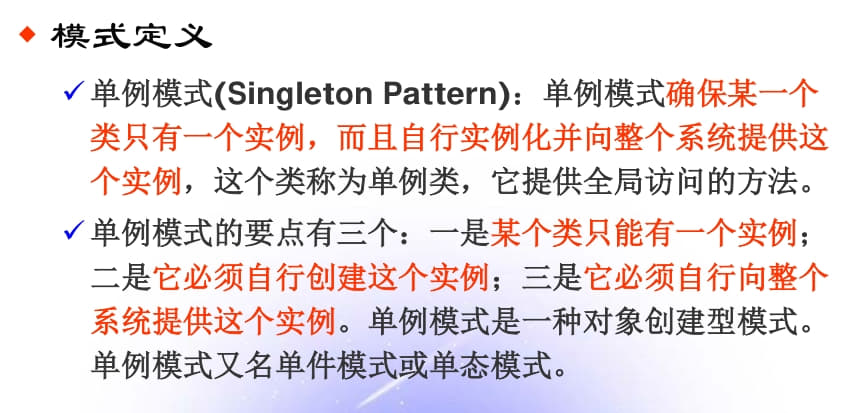 模式定义
单例模式(Singleton Pattern)：单例模式确保某一个
类只有一个实例，而且自行实例化并向整个系统提供这
个实例，这个类称为单例类，它提供全局访问的方法。
单例模式的要点有三个：一是某个类只能有一个实例；
二是它必须自行创建这个实例；三是它必须自行向整个
系统提供这个实例。单例模式是一种对象创建型模式。
单例模式又名单件模式或单态模式。